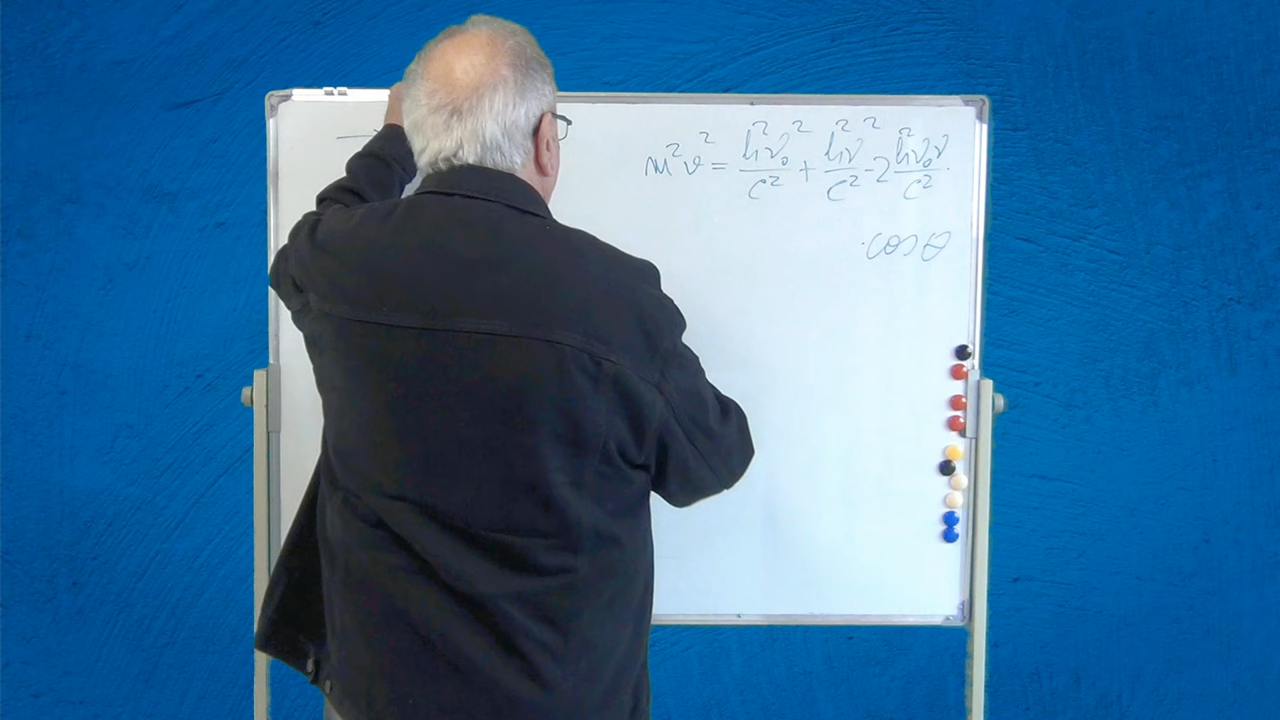 m²v² = h²ν₀²/c² + h²ν²/c² - 2 h²ν₀ν/c² ·
· cos θ